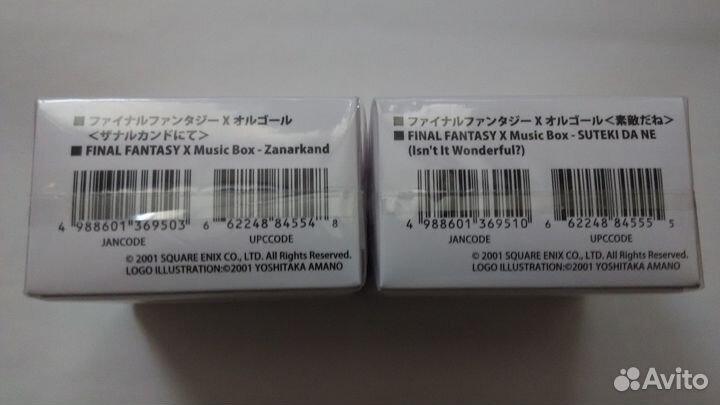 ■ ファイナルファンタジー X オルゴール
＜ザナルカンドにて＞
■ FINAL FANTASY X Music Box - Zanarkand
4 988601 369503
JANCODE
6 62248 84554 8
UPCCODE
© 2001 SQUARE ENIX CO., LTD. All Rights Reserved.
LOGO ILLUSTRATION:©2001 YOSHITAKA AMANO
■ ファイナルファンタジー X オルゴール＜素敵だね＞
■ FINAL FANTASY X Music Box - SUTEKI DA NE
(Isn't It Wonderful?)
4 988601 369510
JANCODE
6 62248 84555 5
UPCCODE
© 2001 SQUARE ENIX CO., LTD. All Rights Reserved.
LOGO ILLUSTRATION:©2001 YOSHITAKA AMANO
Avito